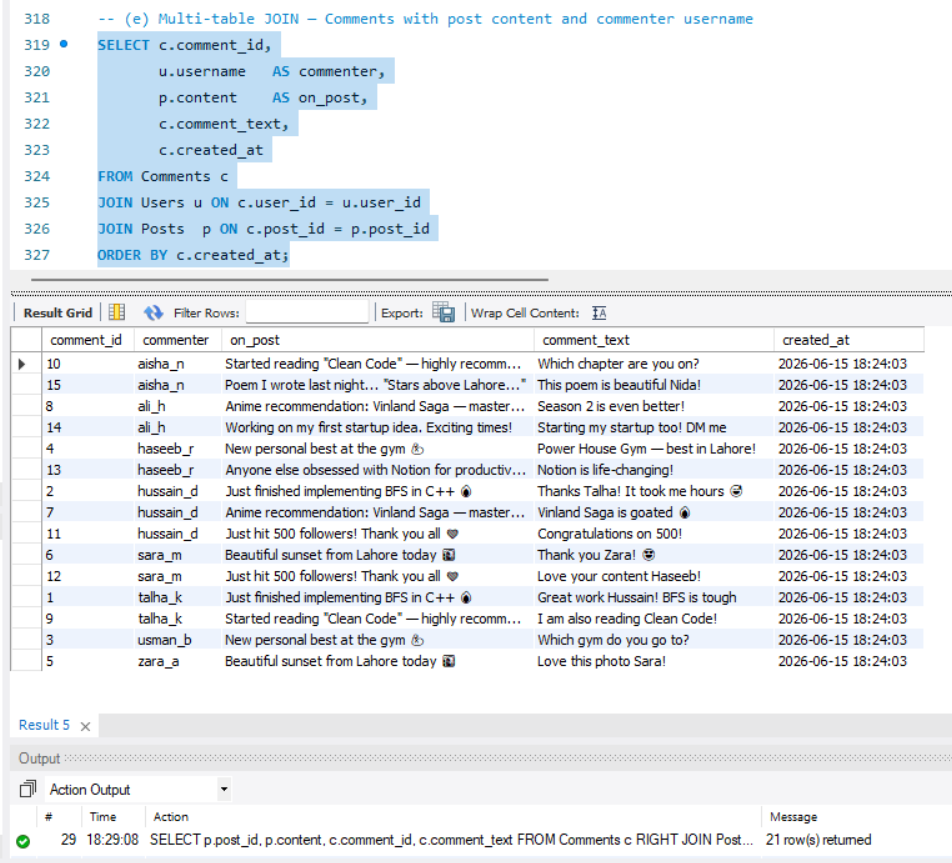 318 -- (e) Multi-table JOIN — Comments with post content and commenter username
319 SELECT c.comment_id,
320 u.username AS commenter,
321 p.content AS on_post,
322 c.comment_text,
323 c.created_at
324 FROM Comments c
325 JOIN Users u ON c.user_id = u.user_id
326 JOIN Posts p ON c.post_id = p.post_id
327 ORDER BY c.created_at;
Result Grid Filter Rows: Export: Wrap Cell Content:
comment_id commenter on_post comment_text created_at
10 aisha_n Started reading "Clean Code" — highly recomm... Which chapter are you on? 2026-06-15 18:24:03
15 aisha_n Poem I wrote last night... "Stars above Lahore..." This poem is beautiful Nida! 2026-06-15 18:24:03
8 ali_h Anime recommendation: Vinland Saga — master... Season 2 is even better! 2026-06-15 18:24:03
14 ali_h Working on my first startup idea. Exciting times! Starting my startup too! DM me 2026-06-15 18:24:03
4 haseeb_r New personal best at the gym 💪 Power House Gym — best in Lahore! 2026-06-15 18:24:03
13 haseeb_r Anyone else obsessed with Notion for productiv... Notion is life-changing! 2026-06-15 18:24:03
2 hussain_d Just finished implementing BFS in C++ 🔥 Thanks Talha! It took me hours 😅 2026-06-15 18:24:03
7 hussain_d Anime recommendation: Vinland Saga — master... Vinland Saga is goated 🔥 2026-06-15 18:24:03
11 hussain_d Just hit 500 followers! Thank you all ❤ Congratulations on 500! 2026-06-15 18:24:03
6 sara_m Beautiful sunset from Lahore today 🌇 Thank you Zara! 😍 2026-06-15 18:24:03
12 sara_m Just hit 500 followers! Thank you all ❤ Love your content Haseeb! 2026-06-15 18:24:03
1 talha_k Just finished implementing BFS in C++ 🔥 Great work Hussain! BFS is tough 2026-06-15 18:24:03
9 talha_k Started reading "Clean Code" — highly recomm... I am also reading Clean Code! 2026-06-15 18:24:03
3 usman_b New personal best at the gym 💪 Which gym do you go to? 2026-06-15 18:24:03
5 zara_a Beautiful sunset from Lahore today 🌇 Love this photo Sara! 2026-06-15 18:24:03
Result 5
Output
Action Output
# Time Action Message
29 18:29:08 SELECT p.post_id, p.content, c.comment_id, c.comment_text FROM Comments c RIGHT JOIN Post... 21 row(s) returned